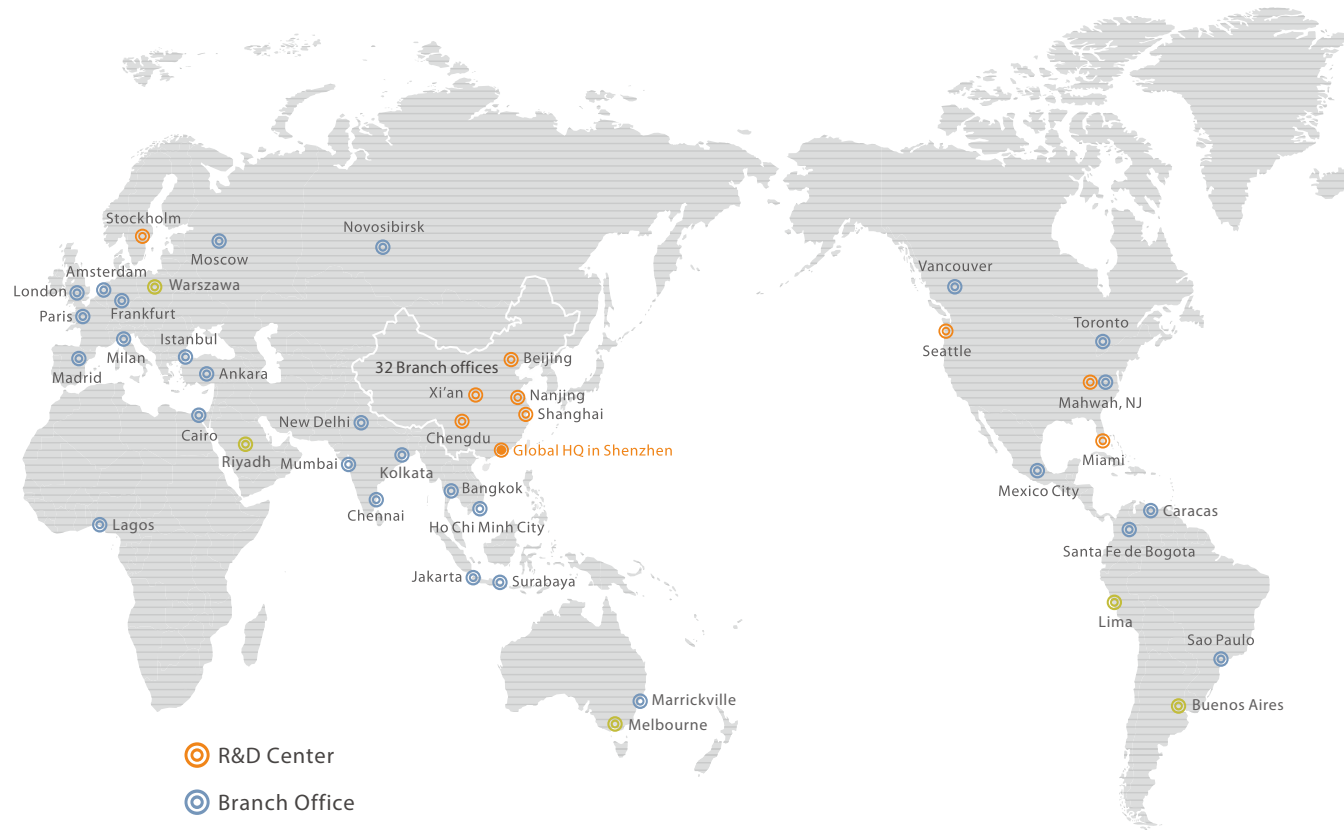 Stockholm
Novosibirsk
Moscow
Vancouver
Amsterdam
Warszawa
London
Frankfurt
Paris
Toronto
Istanbul
Seattle
Milan
Beijing
32 Branch offices
Madrid
Ankara
Xi'an
Nanjing
Mahwah, NJ
Shanghai
New Delhi
Cairo
Chengdu
Global HQ in Shenzhen
Riyadh
Mumbai
Miami
Kolkata
Bangkok
Mexico City
Chennai
Caracas
Lagos
Ho Chi Minh City
Santa Fe de Bogota
Jakarta
Surabaya
Lima
Sao Paulo
Marrickville
Buenos Aires
Melbourne
R&D Center
Branch Office